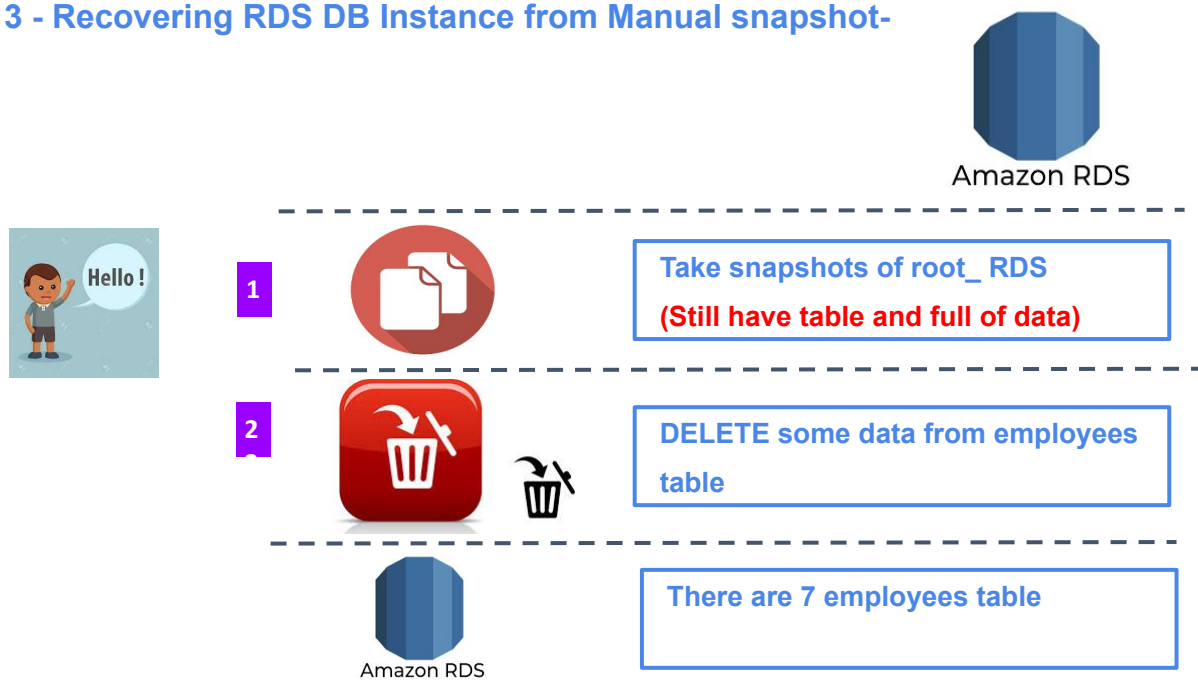 3 - Recovering RDS DB Instance from Manual snapshot-
Amazon RDS
Hello !
1
Take snapshots of root_ RDS
(Still have table and full of data)
2
DELETE some data from employees
table
There are 7 employees table
Amazon RDS